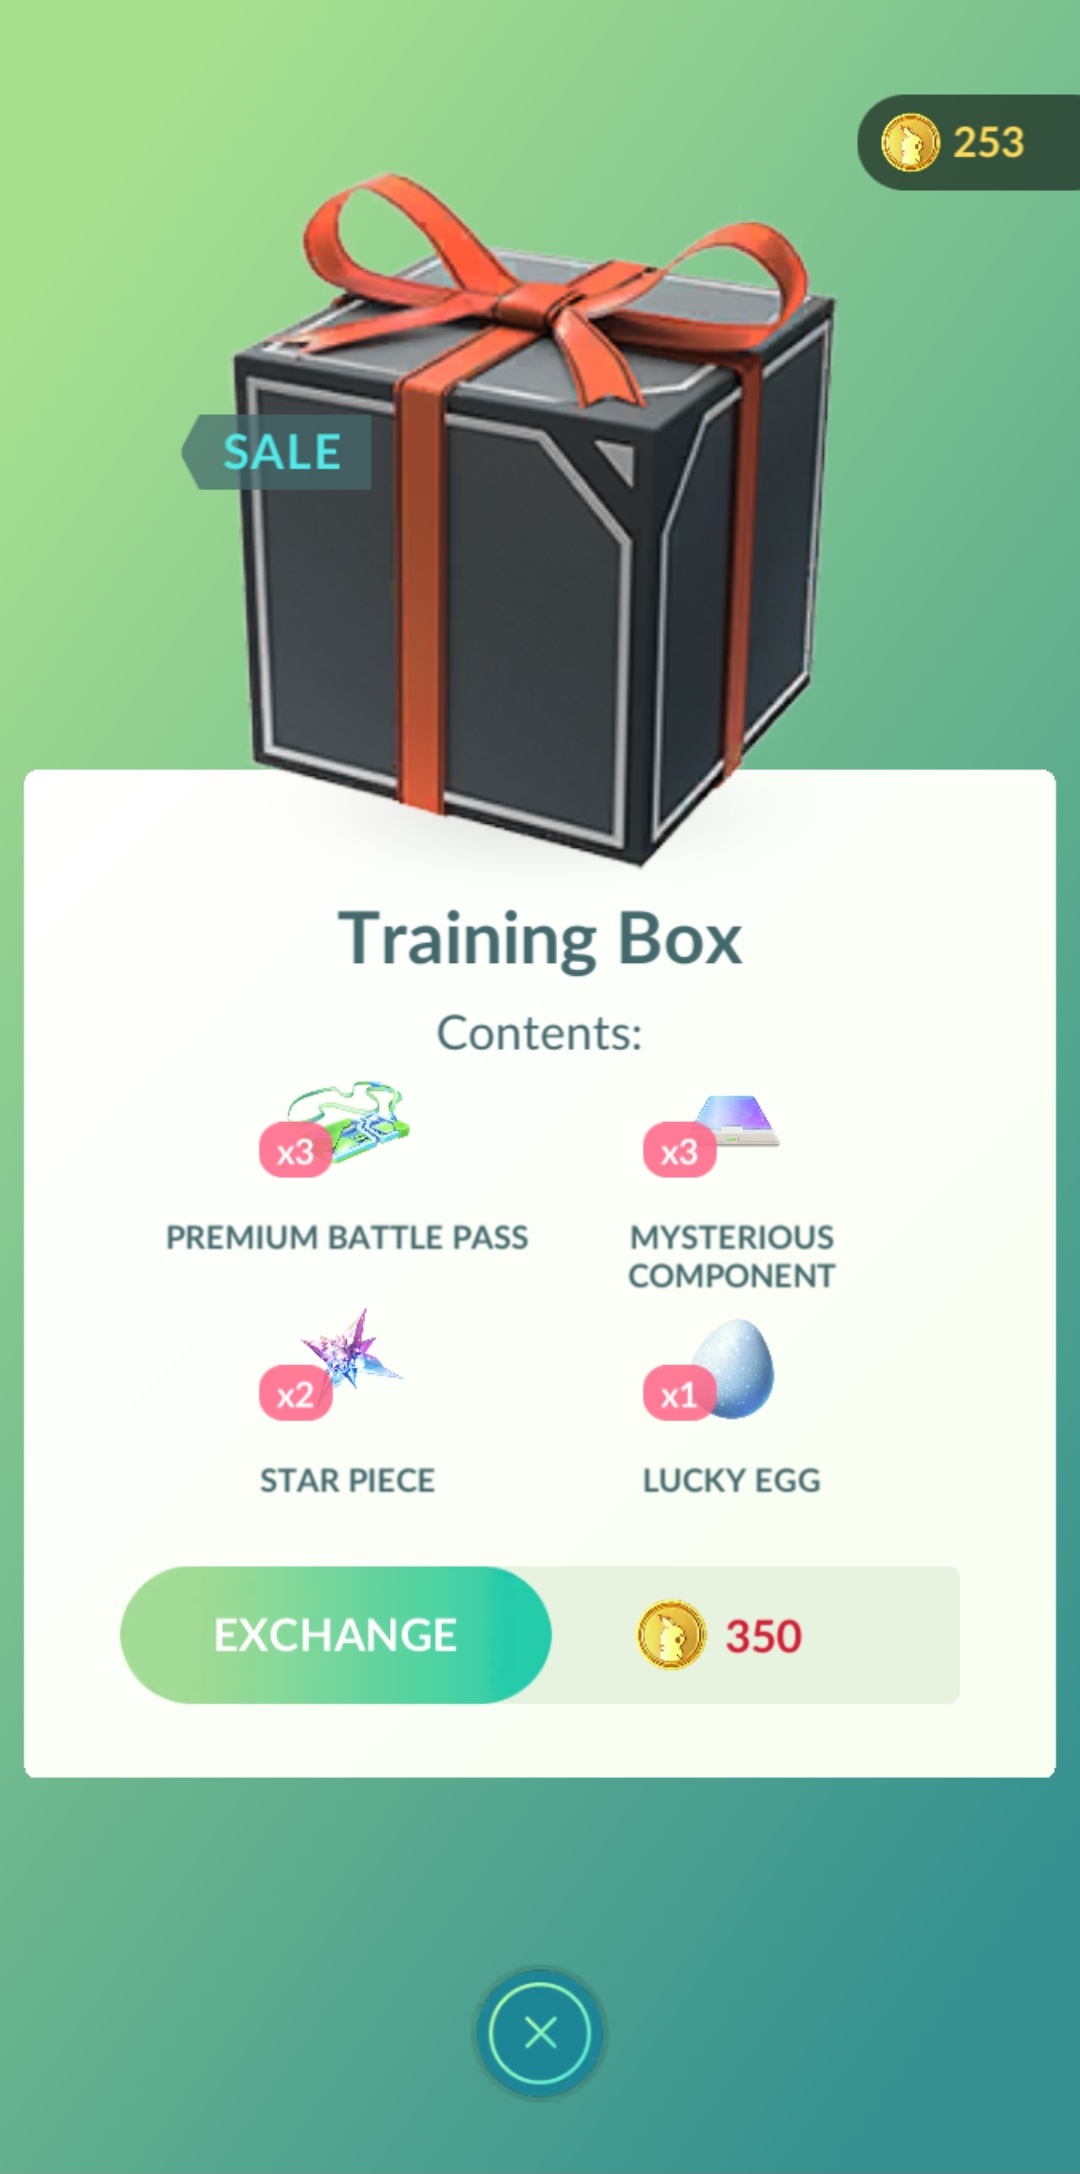 253
SALE
Training Box
Contents:
x3
x3
PREMIUM BATTLE PASS
MYSTERIOUS
COMPONENT
x2
x1
STAR PIECE
LUCKY EGG
EXCHANGE
350